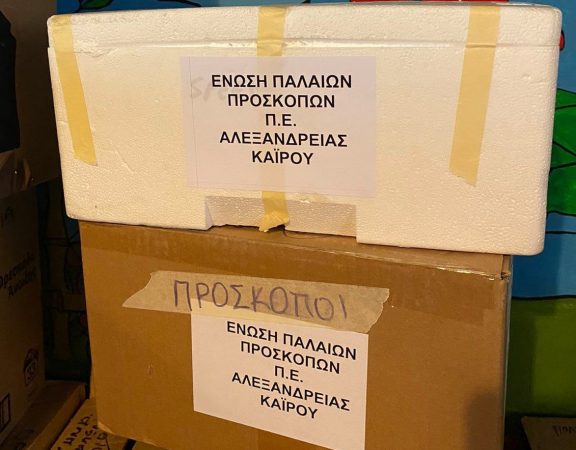 ΕΝΩΣΗ ΠΑΛΑΙΩΝ
ΠΡΟΣΚΟΠΩΝ
Π.Ε.
ΑΛΕΞΑΝΔΡΕΙΑΣ
ΚΑΪΡΟΥ
ΠΡΟΣΚΟΠΟΙ
ΕΝΩΣΗ ΠΑΛΑΙΩΝ
ΠΡΟΣΚΟΠΩΝ
Π.Ε.
ΑΛΕΞΑΝΔΡΕΙΑΣ
ΚΑΪΡΟΥ